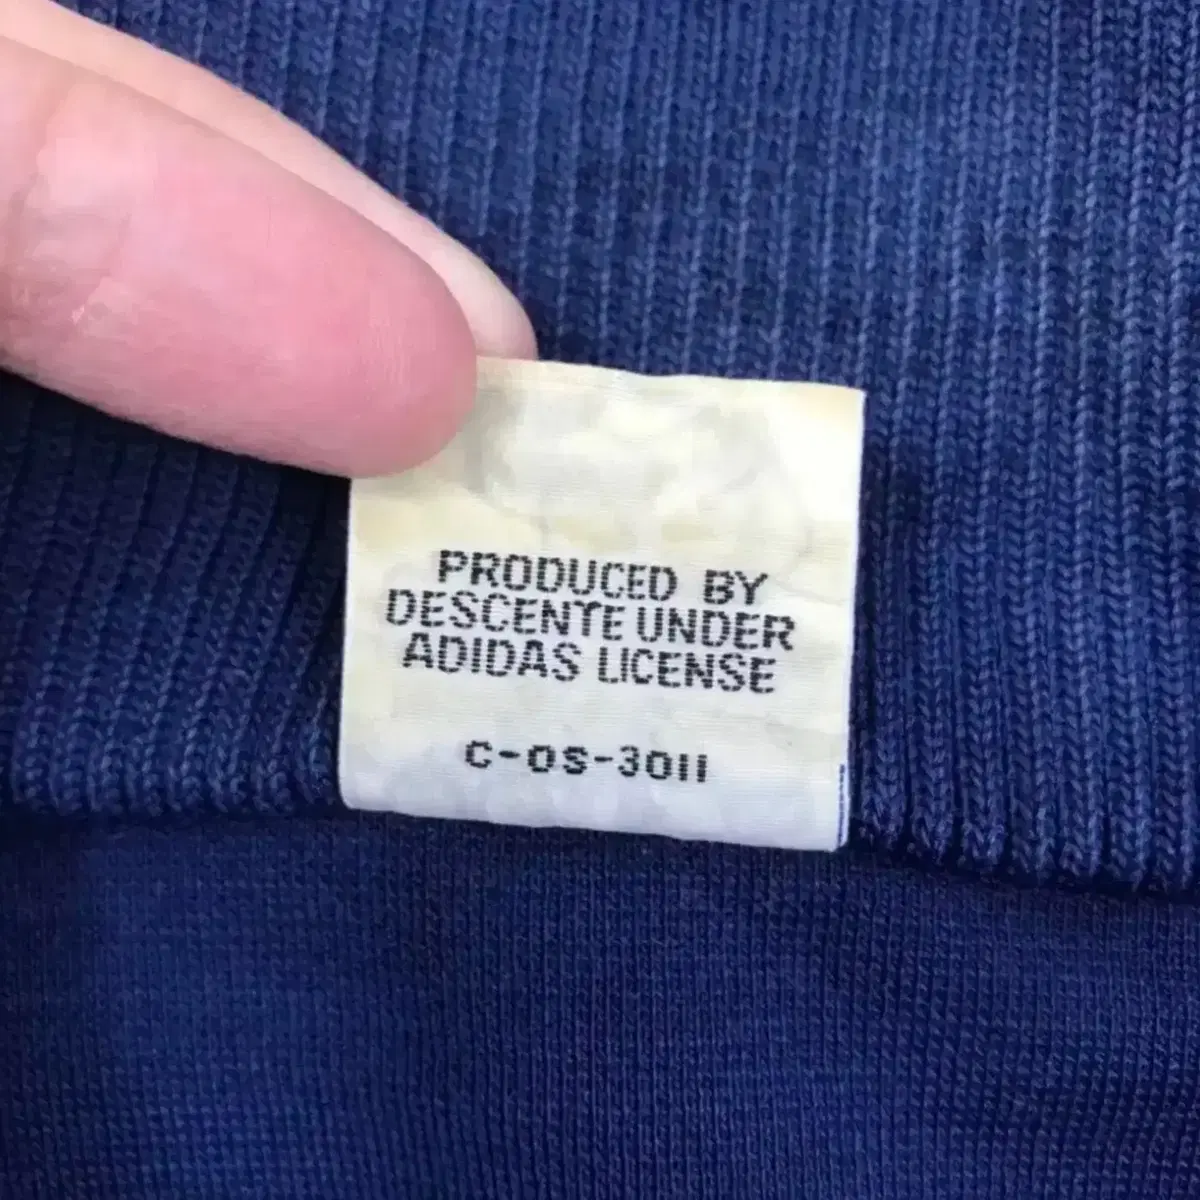 PRODUCED BY
DESCENTE UNDER
ADIDAS LICENSE
C-OS-3011